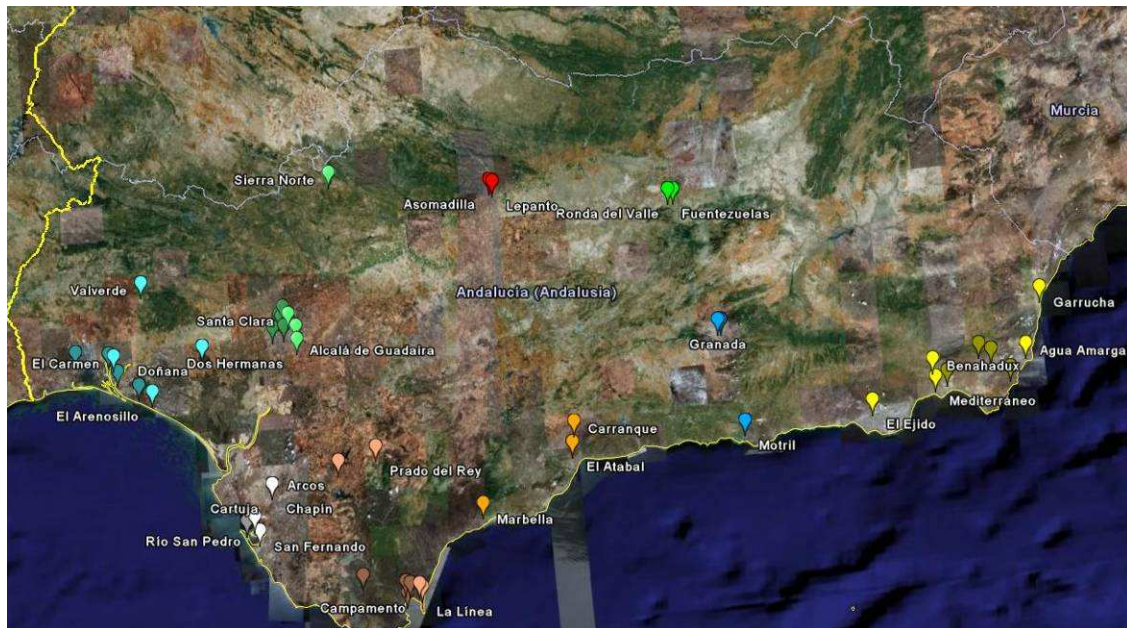 Murcia
Sierra Norte
Asomadilla
Lepanto
Ronda del Valle
Fuentezuelas
Valverde
Andalucía (Andalusia)
Garrucha
Santa Clara
Alcalá de Guadaira
Granada
El Carmen
Doñana
Dos Hermanas
Benahadux
Agua Amarga
El Arenosillo
Mediterráneo
El Ejido
Carranque
Motril
El Atabal
Prado del Rey
Arcos
Cartuja
Chapín
Marbella
Río San Pedro
San Fernando
Campamento
La Línea